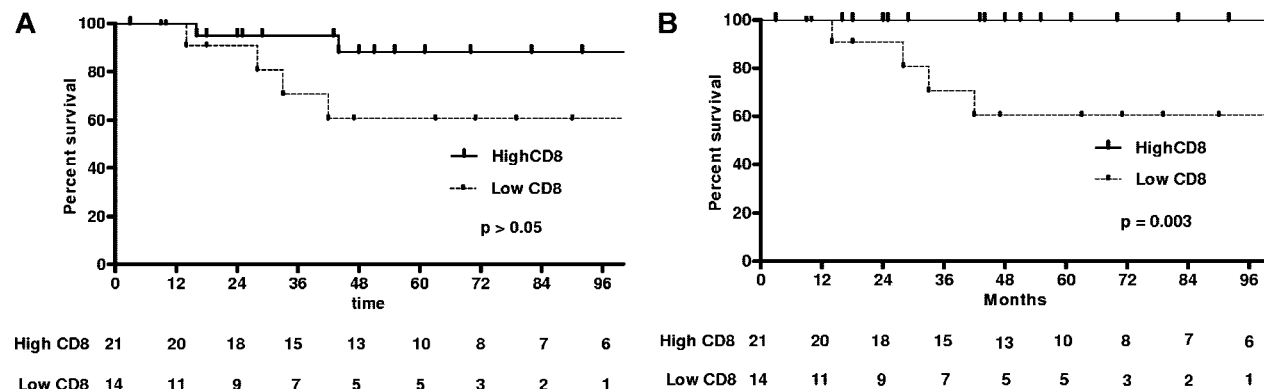 A
100
80
60
40
20
0
Percent survival
HighCD8
Low CD8
p > 0.05
0 12 24 36 48 60 72 84 96
time
High CD8 21 20 18 15 13 10 8 7 6
Low CD8 14 11 9 7 5 5 3 2 1
B
100
80
60
40
20
0
Percent survival
HighCD8
Low CD8
p = 0.003
0 12 24 36 48 60 72 84 96
Months
High CD8 21 20 18 15 13 10 8 7 6
Low CD8 14 11 9 7 5 5 3 2 1